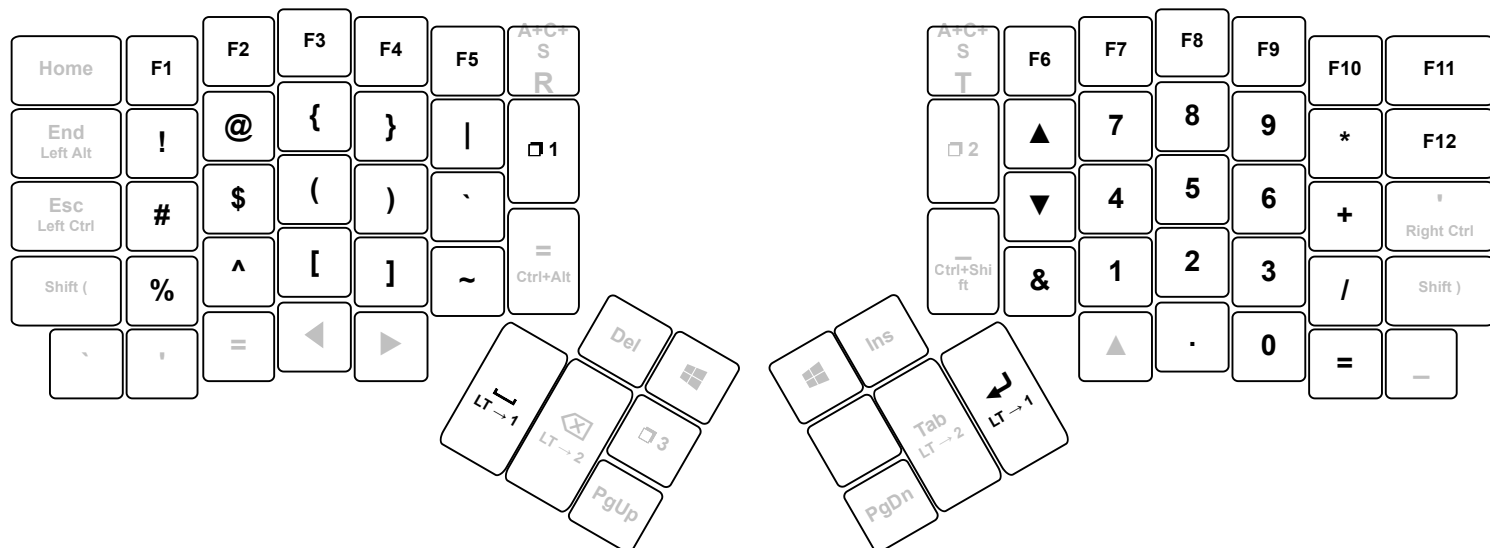 Home F1 F2 F3 F4 F5 A+C+
S
R
End
Left Alt
! @ { } | 1
Esc
Left Ctrl
# $ ( ) `
=
Ctrl+Alt
Shift ( % ^ [ ] ~
` ' = ◀ ▶
Del
LT → 1
LT → 2
3
PgUp
A+C+
S
T
F6 F7 F8 F9 F10 F11
2 ▲ 7 8 9 * F12
▼ 4 5 6 +
'
Right Ctrl
_
Ctrl+Shi
ft
& 1 2 3 / Shift )
▲ . 0 = _
Ins
Tab
LT → 2
LT → 1
PgDn